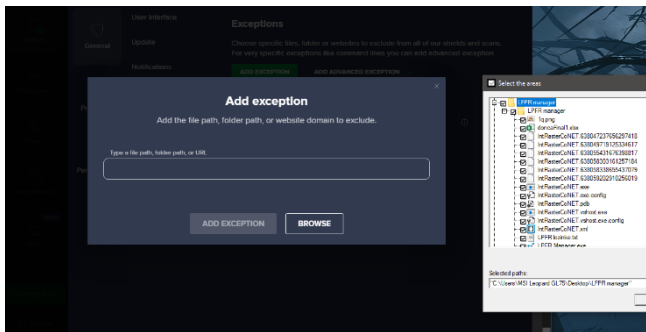 User Interface
General
Update
Notifications
Exceptions
Choose specific files, folder or websites to exclude from all of our shields and scans.
For very specific exceptions like command lines you can add advanced exception
ADD EXCEPTION
ADD ADVANCED EXCEPTION
Add exception
Add the file path, folder path, or website domain to exclude.
Type a file path, folder path, or URL
ADD EXCEPTION
BROWSE
Select the areas
LPFR manager
LPFR manager
1q.png
IntRasterCoNET.exe
IntRasterCoNET.exe.config
IntRasterCoNET.pdb
IntRasterCoNET.vshost.exe
IntRasterCoNET.vshost.exe.config
IntRasterCoNET.xml
LPFR Manager.exe
Selected paths:
"C:\Users\MSI Leopard GL75\Desktop\LPFR manager"